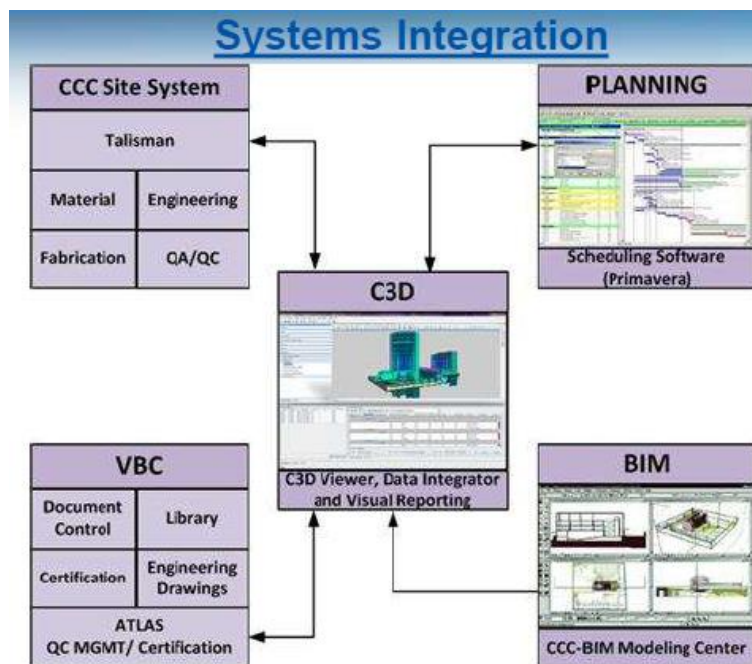 Systems Integration
CCC Site System
Talisman
Material
Engineering
Fabrication
QA/QC
PLANNING
Scheduling Software
(Primavera)
C3D
C3D Viewer, Data Integrator
and Visual Reporting
VBC
Document
Control
Library
Certification
Engineering
Drawings
ATLAS
QC MGMT/ Certification
BIM
CCC-BIM Modeling Center